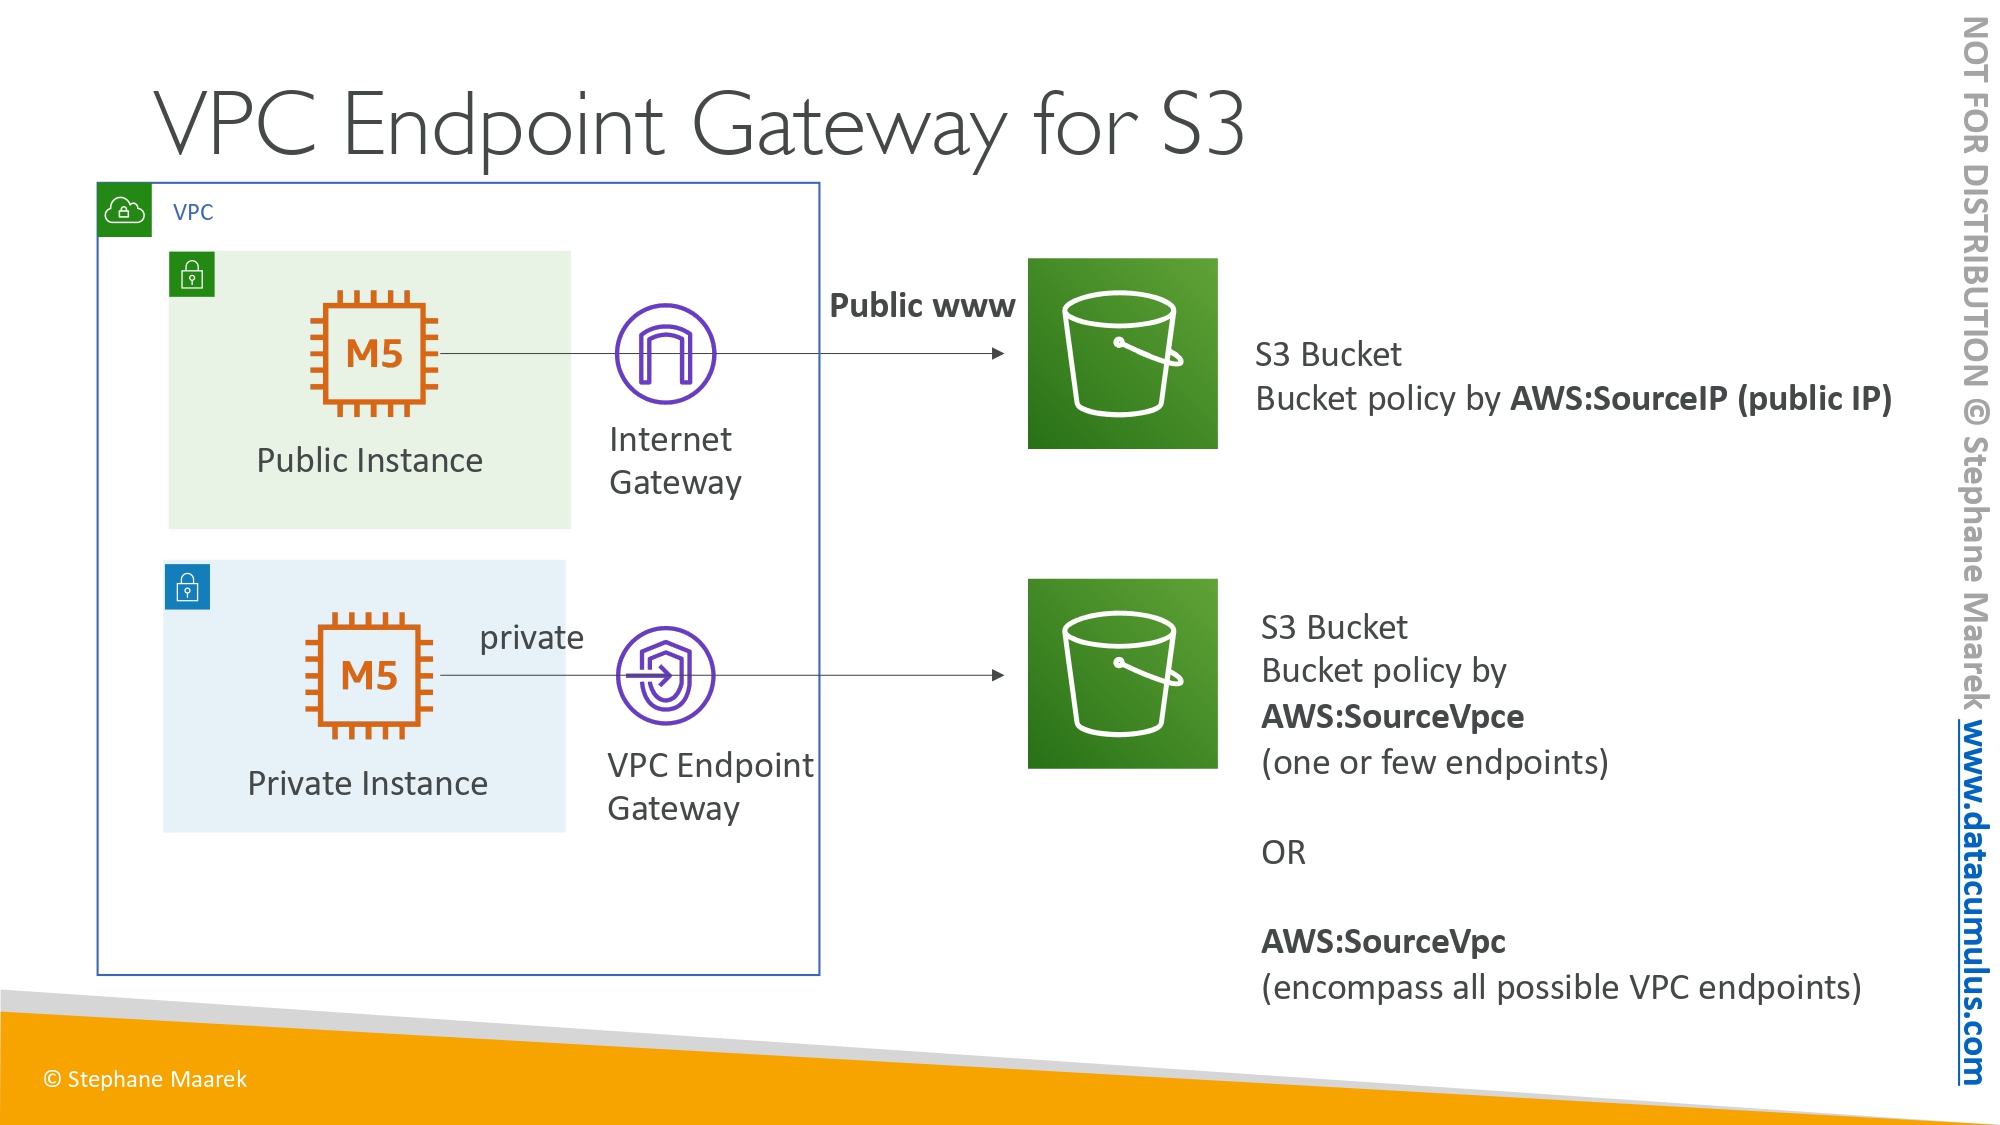 VPC Endpoint Gateway for S3
VPC
M5
Public Instance
Internet
Gateway
Public www
S3 Bucket
Bucket policy by AWS:SourceIP (public IP)
M5
Private Instance
private
VPC Endpoint
Gateway
S3 Bucket
Bucket policy by
AWS:SourceVpce
(one or few endpoints)
OR
AWS:SourceVpc
(encompass all possible VPC endpoints)
© Stephane Maarek
NOT FOR DISTRIBUTION © Stephane Maarek www.datacumulus.com